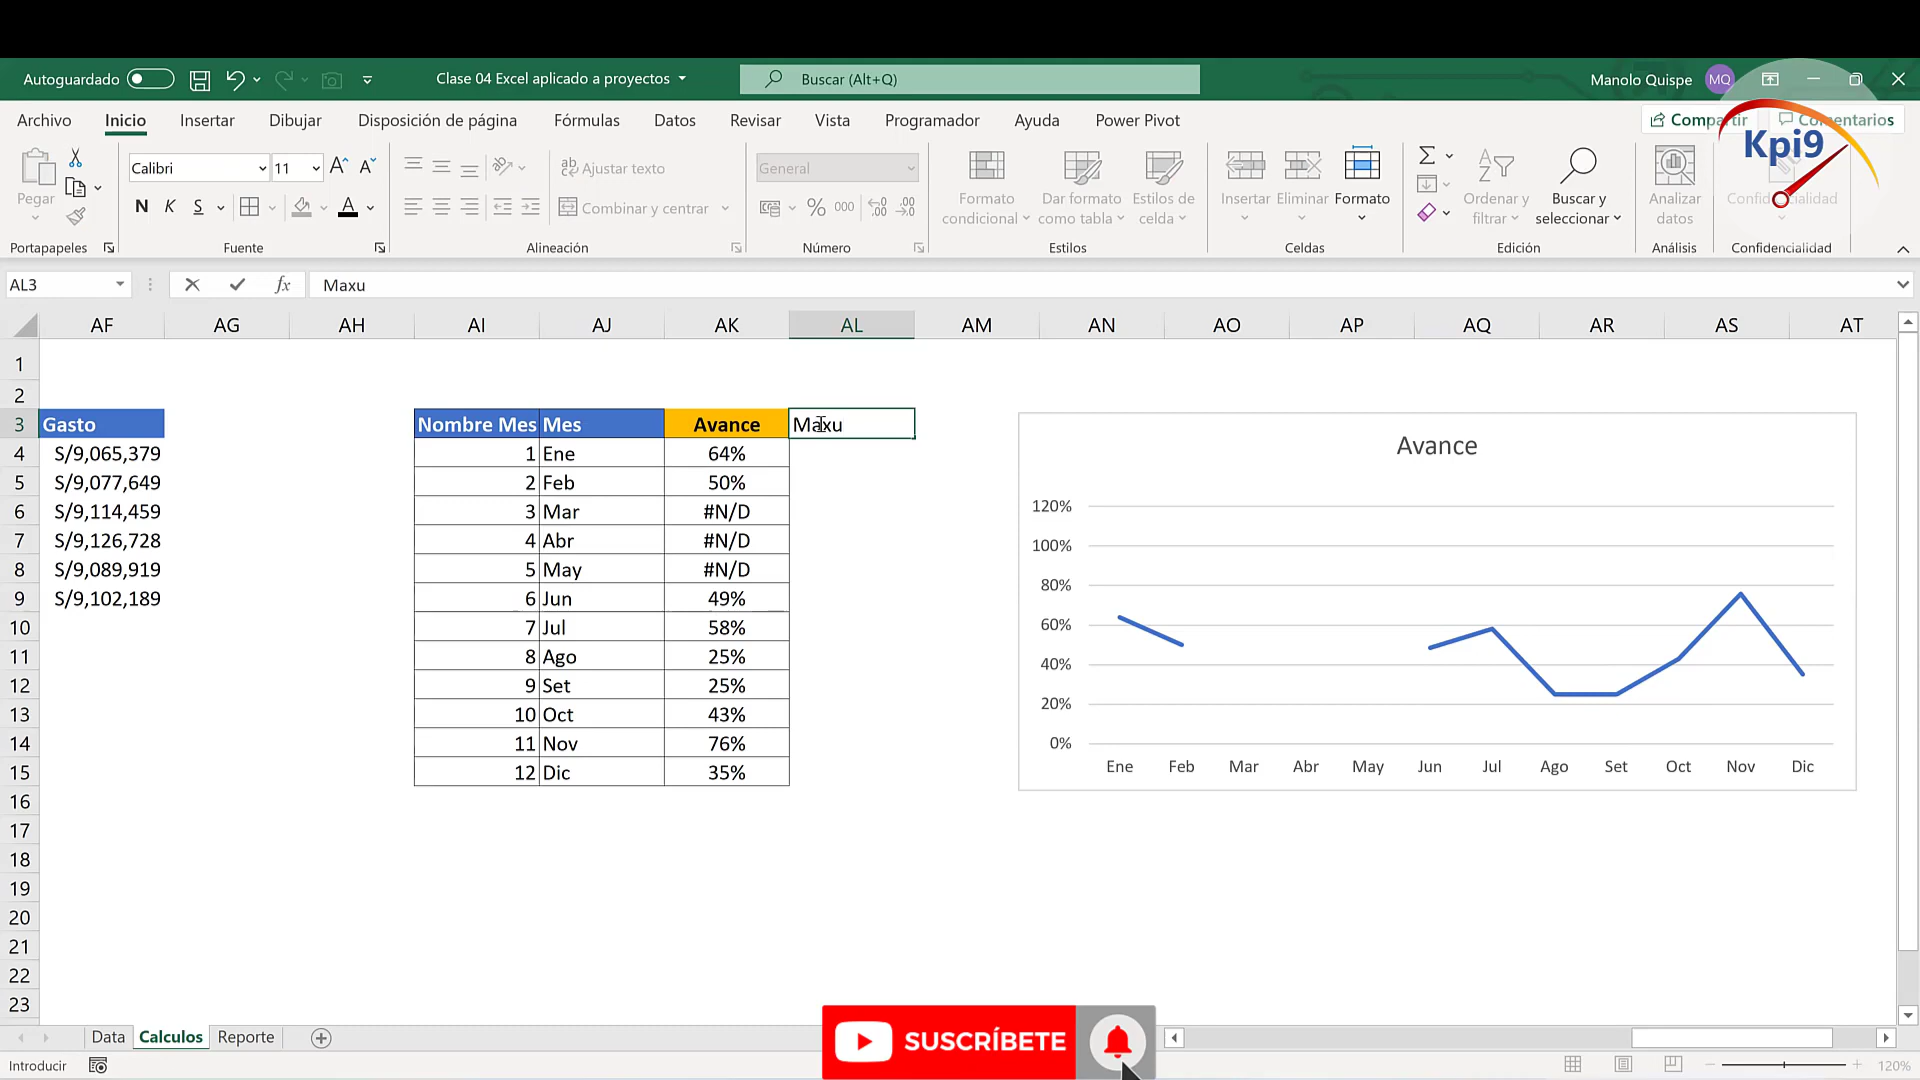 Autoguardado
Clase 04 Excel aplicado a proyectos
Buscar (Alt+Q)
Manolo Quispe
MQ
Archivo Inicio Insertar Dibujar Disposición de página Fórmulas Datos Revisar Vista Programador Ayuda Power Pivot
Compartir
Comentarios
Kpi9
Pegar
Portapapeles
Calibri 11
N K S
Fuente
Ajustar texto
Combinar y centrar
Alineación
General
% 000
Número
Formato condicional
Dar formato como tabla
Estilos de celda
Estilos
Insertar
Eliminar
Formato
Celdas
Ordenar y filtrar
Buscar y seleccionar
Edición
Analizar datos
Análisis
Confidencialidad
Confidencialidad
AL3 fx Maxu
AF AG AH AI AJ AK AL AM AN AO AP AQ AR AS AT
1
2
3 Gasto Nombre Mes Mes Avance Maxu
4 S/9,065,379 1 Ene 64%
5 S/9,077,649 2 Feb 50%
6 S/9,114,459 3 Mar #N/D
7 S/9,126,728 4 Abr #N/D
8 S/9,089,919 5 May #N/D
9 S/9,102,189 6 Jun 49%
10 7 Jul 58%
11 8 Ago 25%
12 9 Set 25%
13 10 Oct 43%
14 11 Nov 76%
15 12 Dic 35%
16
17
18
19
20
21
22
23
Avance
120%
100%
80%
60%
40%
20%
0%
Ene Feb Mar Abr May Jun Jul Ago Set Oct Nov Dic
Data Calculos Reporte
SUSCRÍBETE
Introducir
120%